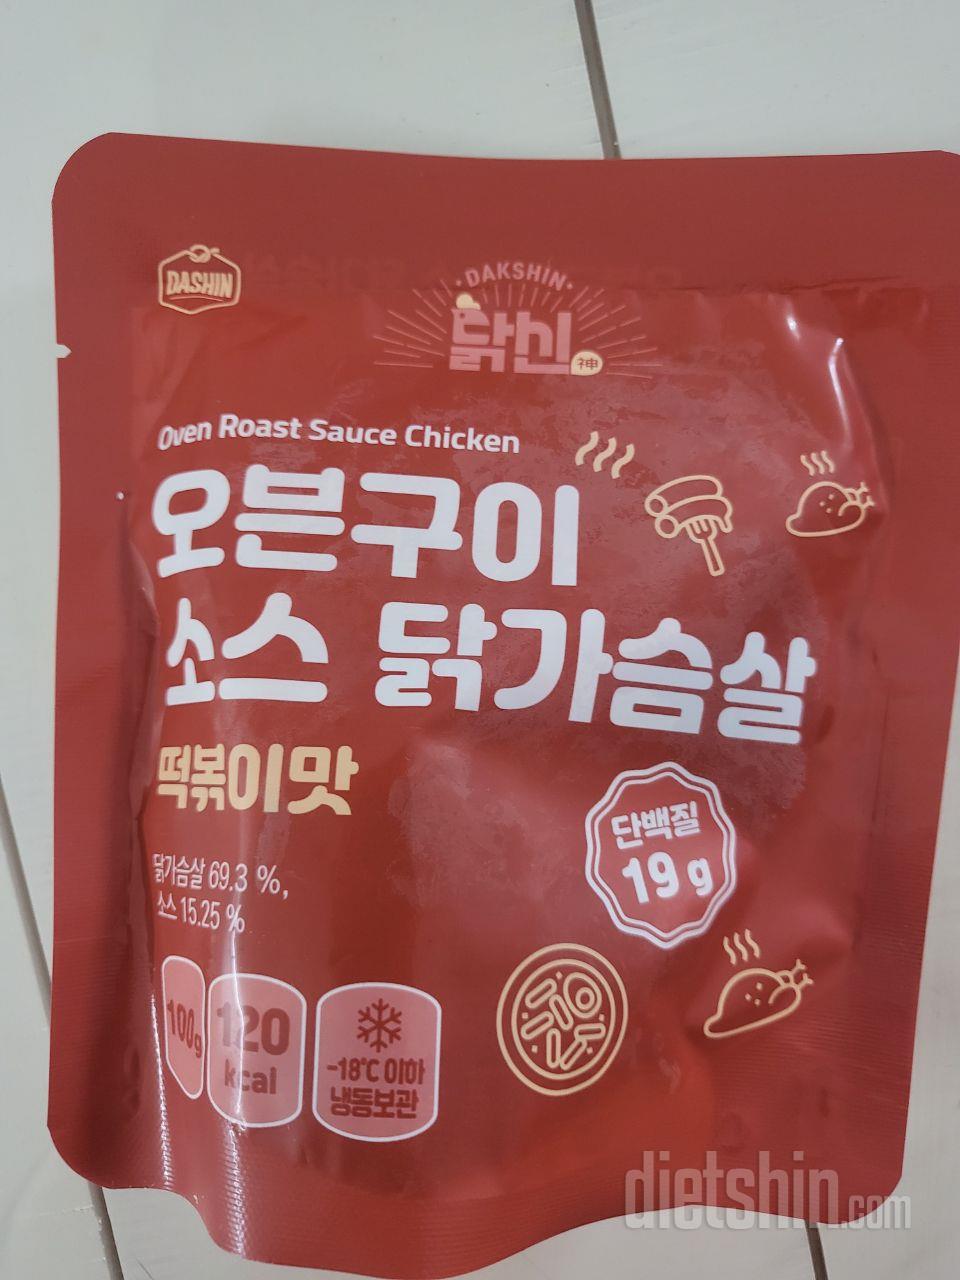 DASHIN
·DAKSHIN·
닭신
神
Oven Roast Sauce Chicken
오븐구이
소스 닭가슴살
떡볶이맛
단백질
19 g
닭가슴살 69.3 %,
소스 15.25 %
100g
120
kcal
-18℃ 이하
냉동보관
dietshin.com